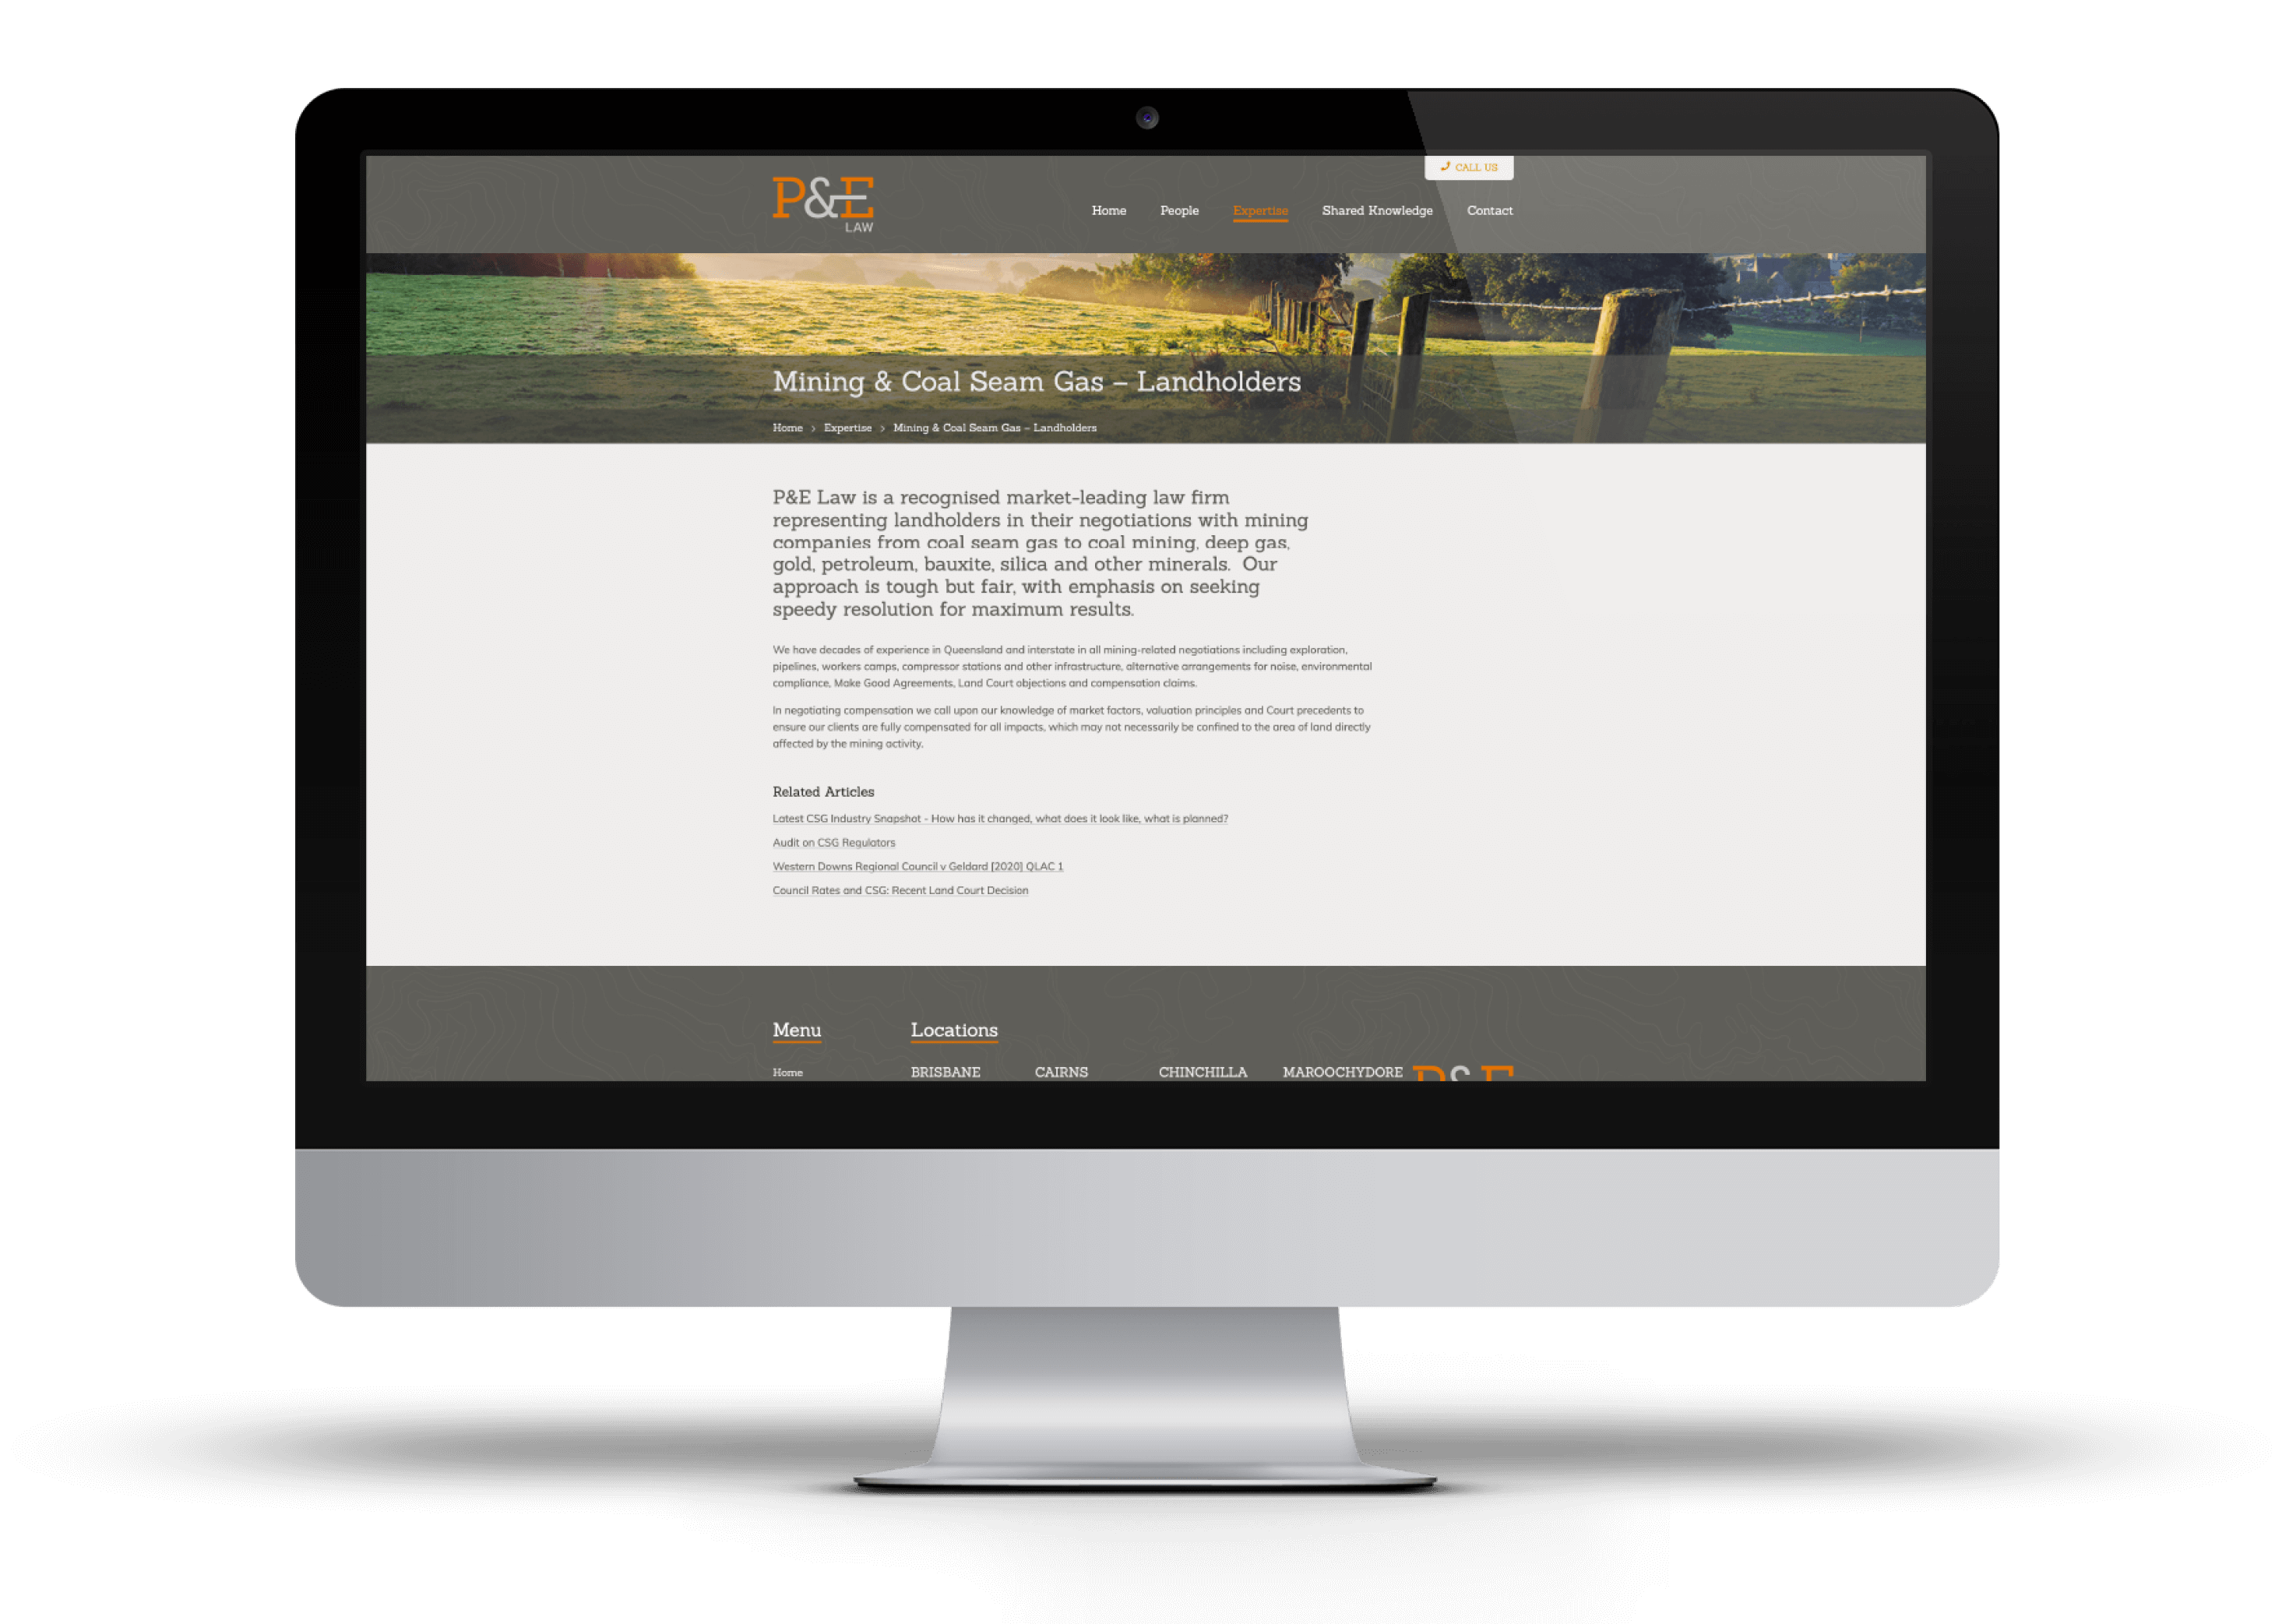 CALL US
P&E
LAW
Home People Expertise Shared Knowledge Contact
Mining & Coal Seam Gas – Landholders
Home > Expertise > Mining & Coal Seam Gas – Landholders
P&E Law is a recognised market-leading law firm
representing landholders in their negotiations with mining
companies from coal seam gas to coal mining, deep gas,
gold, petroleum, bauxite, silica and other minerals. Our
approach is tough but fair, with emphasis on seeking
speedy resolution for maximum results.
We have decades of experience in Queensland and interstate in all mining-related negotiations including exploration,
pipelines, workers camps, compressor stations and other infrastructure, alternative arrangements for noise, environmental
compliance, Make Good Agreements, Land Court objections and compensation claims.
In negotiating compensation we call upon our knowledge of market factors, valuation principles and Court precedents to
ensure our clients are fully compensated for all impacts, which may not necessarily be confined to the area of land directly
affected by the mining activity.
Related Articles
Latest CSG Industry Snapshot - How has it changed, what does it look like, what is planned?
Audit on CSG Regulators
Western Downs Regional Council v Geldard [2020] QLAC 1
Council Rates and CSG: Recent Land Court Decision
Menu Locations
Home BRISBANE CAIRNS CHINCHILLA MAROOCHYDORE P&E